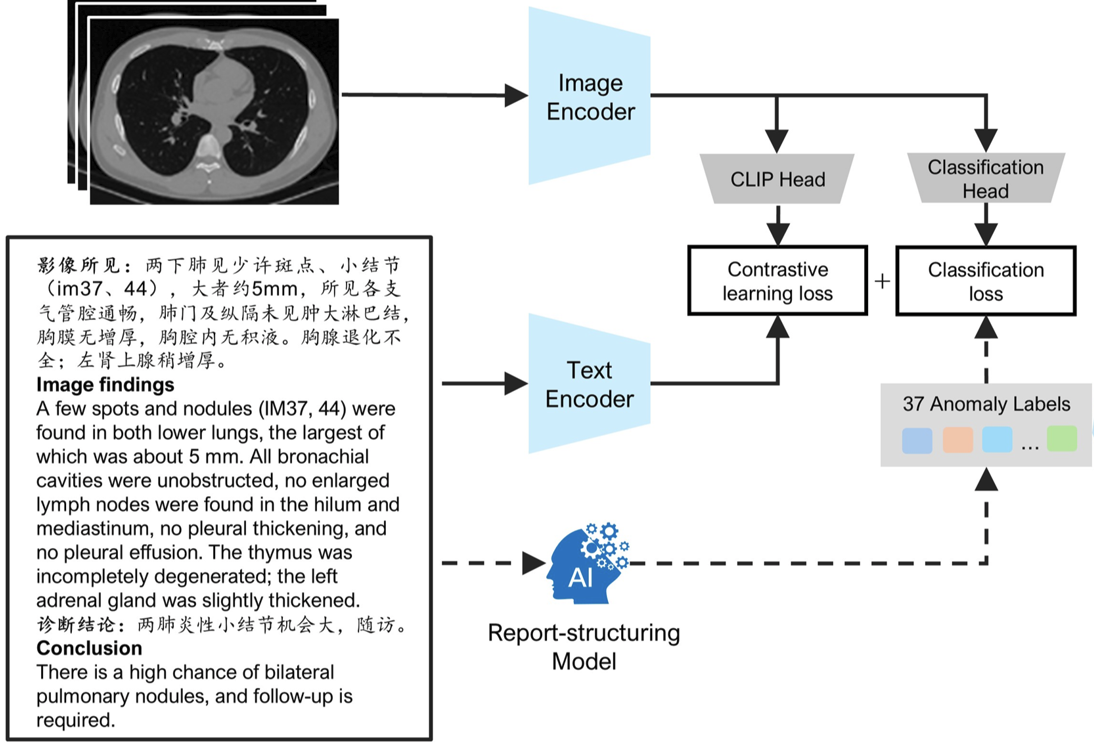 Image
Encoder
CLIP Head
Classification
Head
Contrastive
learning loss
+
Classification
loss
影像所见：两下肺见少许斑点、小结节
（im37、44），大者约5mm，所见各支
气管腔通畅，肺门及纵隔未见肿大淋巴结，
胸膜无增厚，胸腔内无积液。胸腺退化不
全；左肾上腺稍增厚。
Image findings
A few spots and nodules (IM37, 44) were
found in both lower lungs, the largest of
which was about 5 mm. All bronachial
cavities were unobstructed, no enlarged
lymph nodes were found in the hilum and
mediastinum, no pleural thickening, and
no pleural effusion. The thymus was
incompletely degenerated; the left
adrenal gland was slightly thickened.
诊断结论：两肺炎性小结节机会大，随访。
Conclusion
There is a high chance of bilateral
pulmonary nodules, and follow-up is
required.
Text
Encoder
37 Anomaly Labels
...
AI
Report-structuring
Model